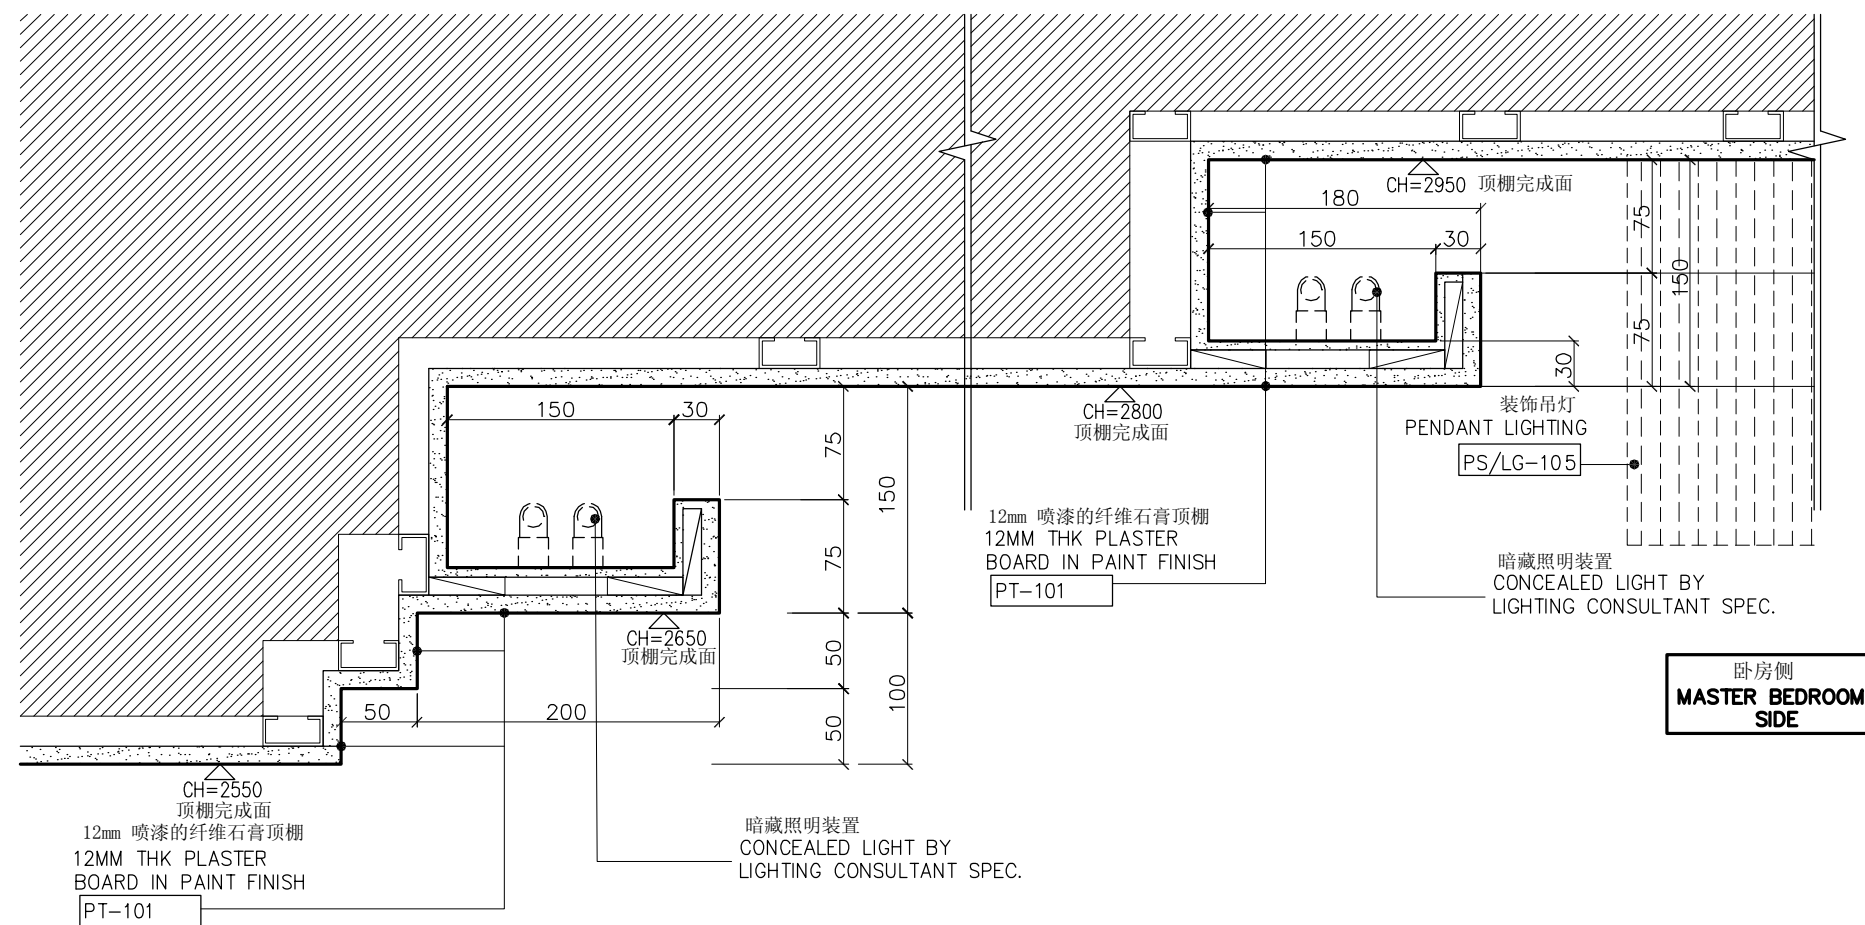 CH=2950 顶棚完成面
180
150
30
75
75
150
30
装饰吊灯
PENDANT LIGHTING
PS/LG-105
CH=2800
顶棚完成面
150
30
75
75
150
50
50
100
12mm 喷漆的纤维石膏顶棚
12MM THK PLASTER
BOARD IN PAINT FINISH
PT-101
暗藏照明装置
CONCEALED LIGHT BY
LIGHTING CONSULTANT SPEC.
CH=2650
顶棚完成面
50
200
卧房侧
MASTER BEDROOM
SIDE
CH=2550
顶棚完成面
12mm 喷漆的纤维石膏顶棚
12MM THK PLASTER
BOARD IN PAINT FINISH
PT-101
暗藏照明装置
CONCEALED LIGHT BY
LIGHTING CONSULTANT SPEC.